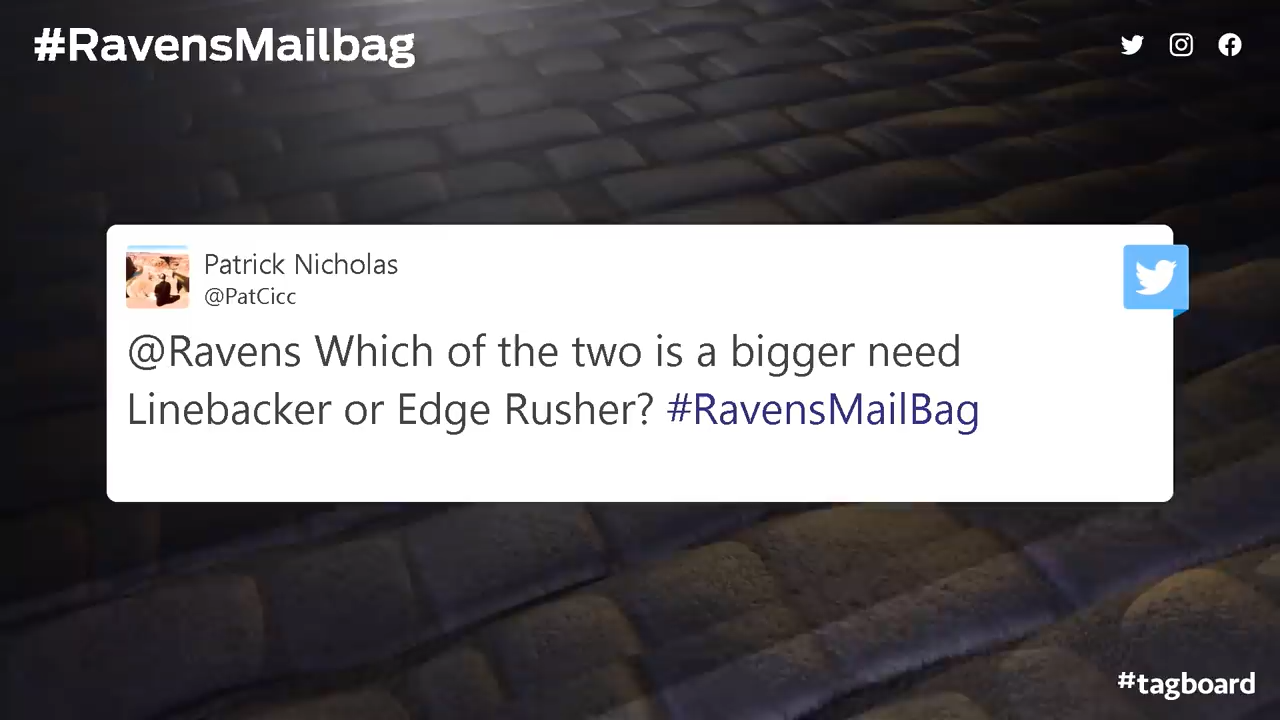 #RavensMailbag
Patrick Nicholas
@PatCicc
@Ravens Which of the two is a bigger need
Linebacker or Edge Rusher? #RavensMailBag
#tagboard